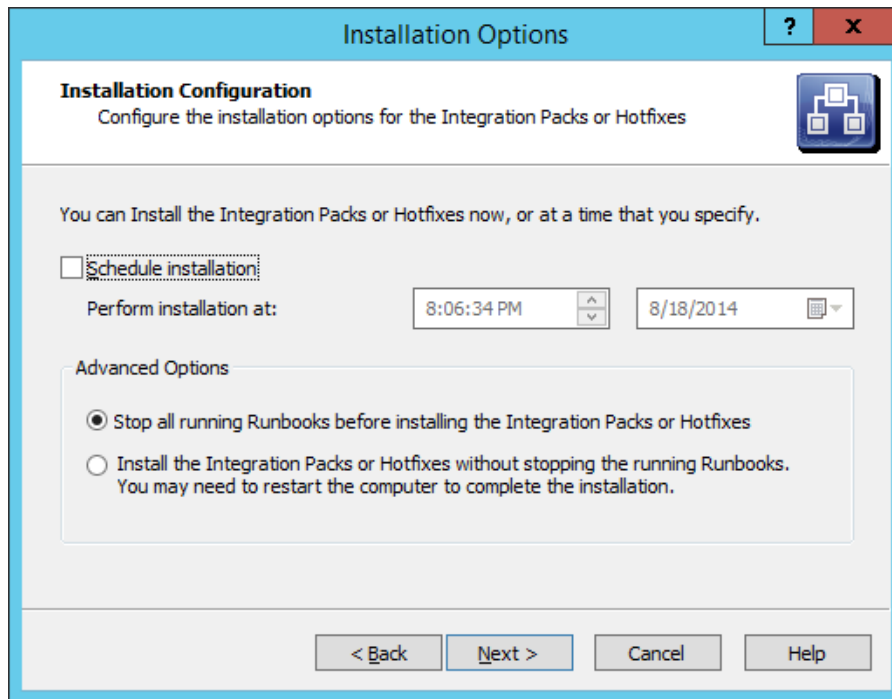 Installation Options
?
x
Installation Configuration
Configure the installation options for the Integration Packs or Hotfixes
You can Install the Integration Packs or Hotfixes now, or at a time that you specify.
Schedule installation
Perform installation at: 8:06:34 PM 8/18/2014
Advanced Options
Stop all running Runbooks before installing the Integration Packs or Hotfixes
Install the Integration Packs or Hotfixes without stopping the running Runbooks.
You may need to restart the computer to complete the installation.
< Back Next > Cancel Help